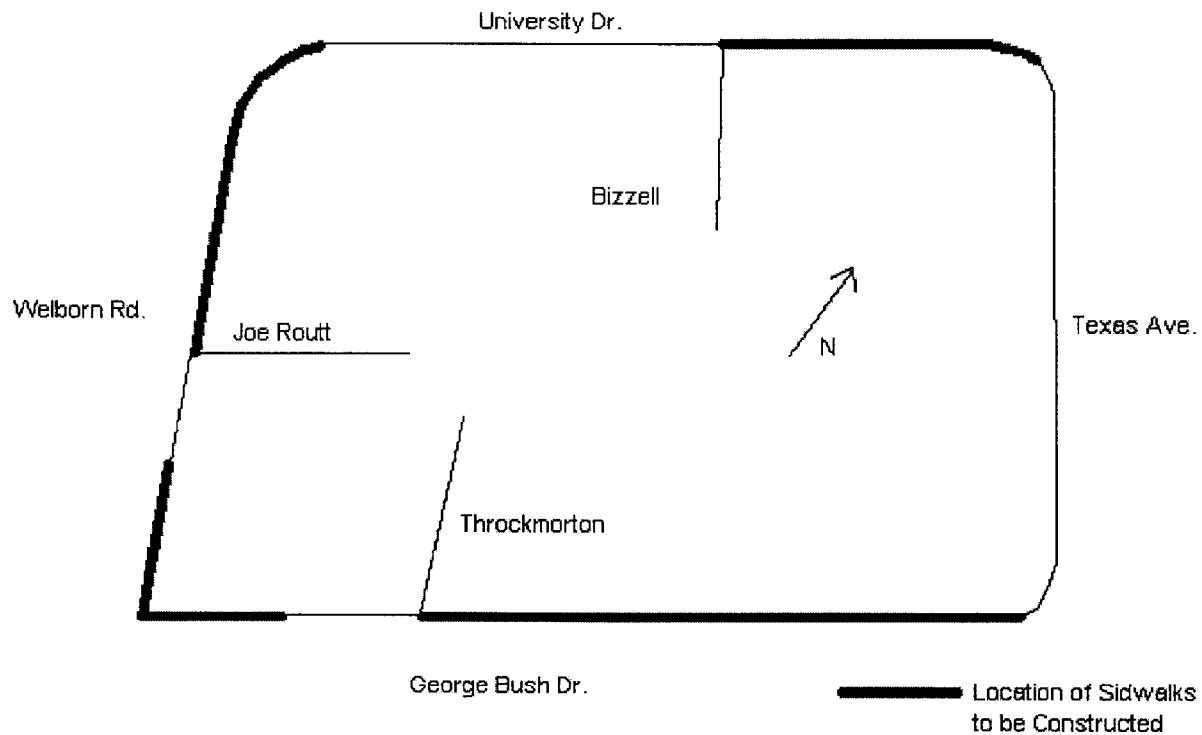 University Dr.
Bizzell
Welborn Rd.
Joe Routt
N
Texas Ave.
Throckmorton
George Bush Dr.
Location of Sidwalks
to be Constructed